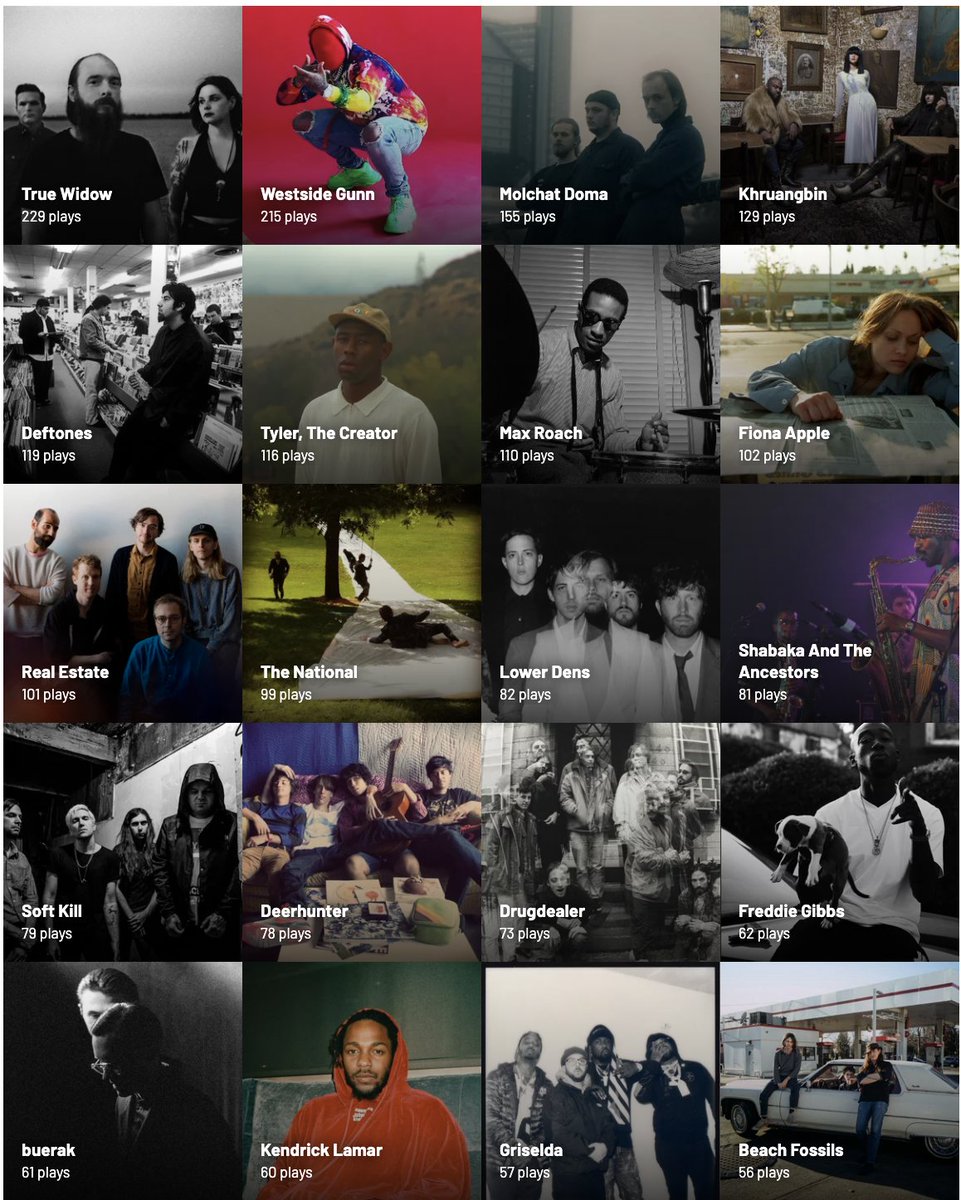 True Widow
229 plays
Westside Gunn
215 plays
Molchat Doma
155 plays
Khruangbin
129 plays
Deftones
119 plays
Tyler, The Creator
116 plays
Max Roach
110 plays
Fiona Apple
102 plays
Real Estate
101 plays
The National
99 plays
Lower Dens
82 plays
Shabaka And The
Ancestors
81 plays
Soft Kill
79 plays
Deerhunter
78 plays
Drugdealer
73 plays
Freddie Gibbs
62 plays
buerak
61 plays
Kendrick Lamar
60 plays
Griselda
57 plays
Beach Fossils
56 plays